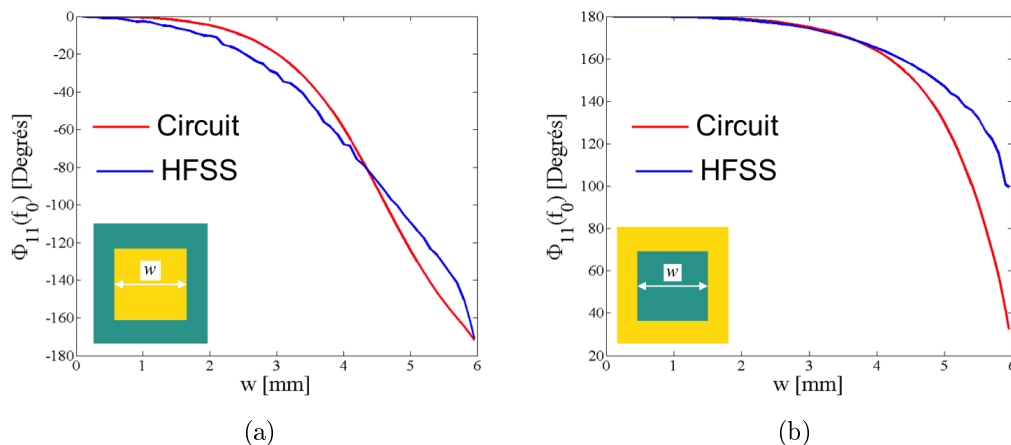 0
-20
-40
-60
-80
-100
-120
-140
-160
-180
Φ11(f0) [Degrés]
Circuit
HFSS
w
0 1 2 3 4 5 6
w [mm]
(a)
180
160
140
120
100
80
60
40
20
Φ11(f0) [Degrés]
Circuit
HFSS
w
0 1 2 3 4 5 6
w [mm]
(b)